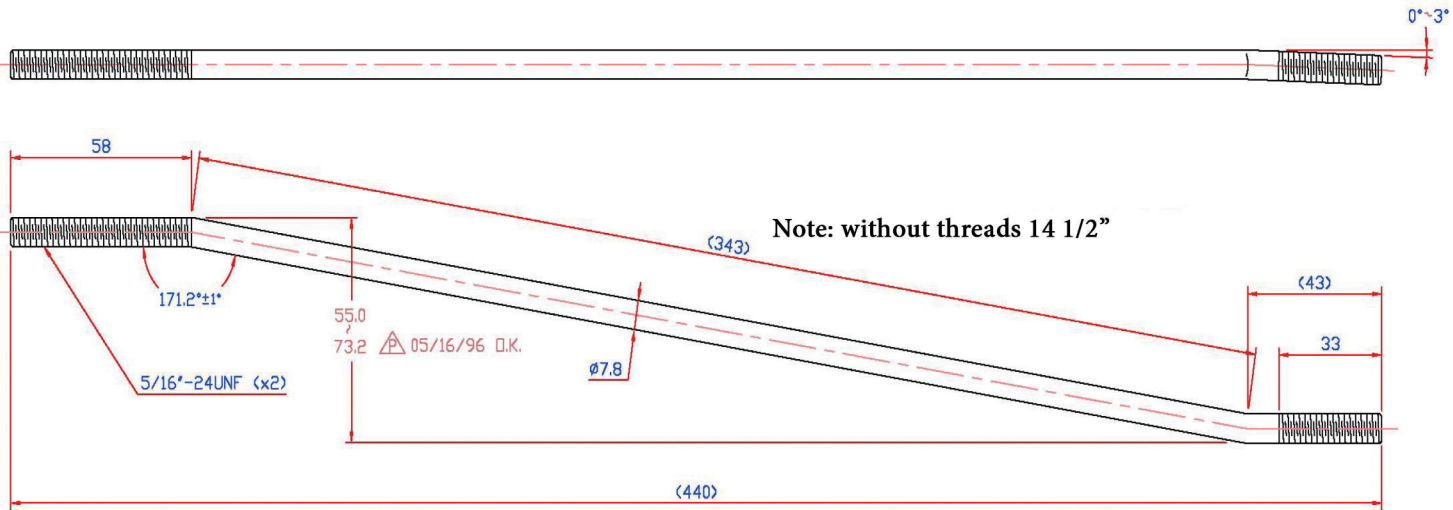 0°~3°
58
Note: without threads 14 1/2”
(343)
(43)
171.2°±1°
55.0
~
73.2 P 05/16/96 O.K.
33
ø7.8
5/16"-24UNF (x2)
(440)